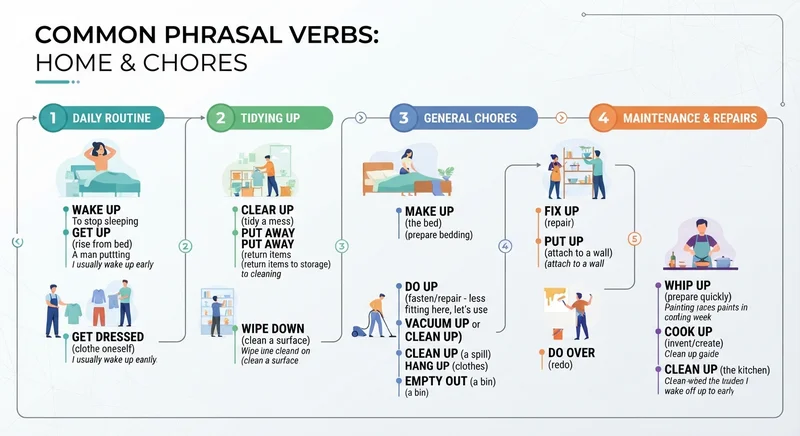 COMMON PHRASAL VERBS:
HOME & CHORES
1 DAILY ROUTINE
WAKE UP
To stop sleeping
GET UP
(rise from bed)
A man puttting
I usually wake up early
GET DRESSED
(clothe oneself)
I usually wake up eanily
2 TIDYING UP
2
CLEAR UP
(tidy a mess)
PUT AWAY
PUT AWAY
(return items)
(return items to storage)
to cleaning
WIPE DOWN
(clean a surface)
Wipe une cleand on
(clean a surface
3
3 GENERAL CHORES
MAKE UP
(the bed)
(prepare bedding)
DO UP
(fasten/repair - less
fitting here, let's use
VACUUM UP or
CLEAN UP)
CLEAN UP (a spill)
HANG UP (clothes)
EMPTY OUT (a bin)
(a bin)
4
4 MAINTENANCE & REPAIRS
FIX UP
(repair)
PUT UP
(attach to a wall)
(attach to a wall
DO OVER
(redo)
5
WHIP UP
(prepare quickly)
Painting races paints in
week
COOK UP
(invent/create)
Clean up gaide
CLEAN UP (the kitchen)
the
wake off up to early